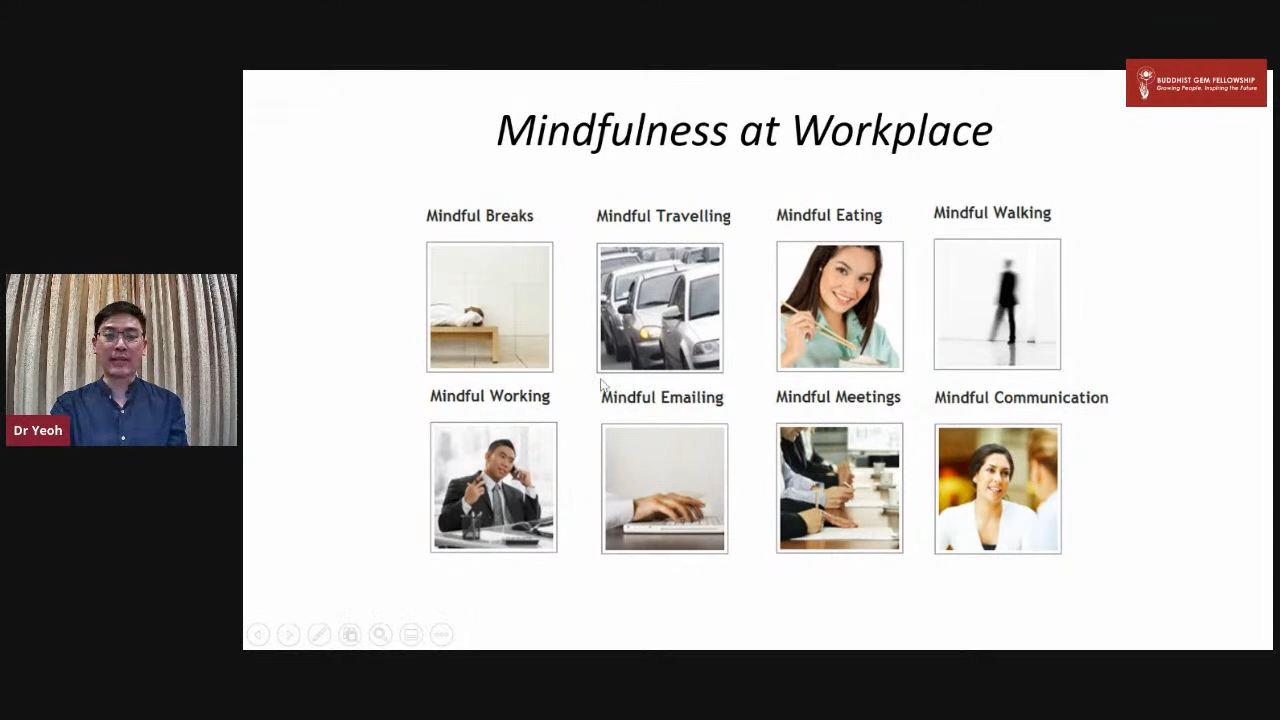 BUDDHIST GEM FELLOWSHIP
Growing People. Inspiring the Future
Mindfulness at Workplace
Mindful Breaks
Mindful Travelling
Mindful Eating
Mindful Walking
Mindful Working
Mindful Emailing
Mindful Meetings
Mindful Communication
Dr Yeoh